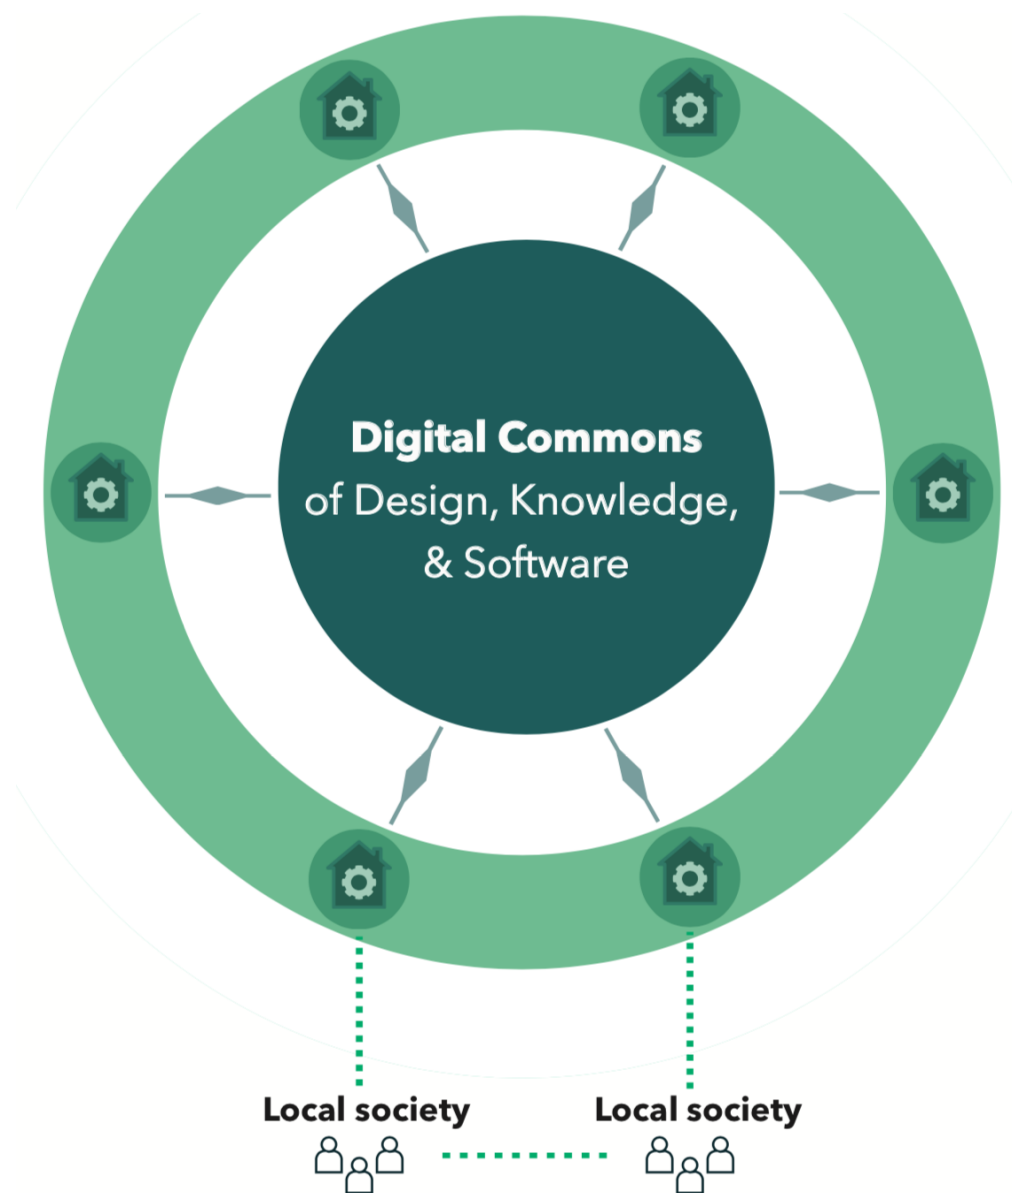 Digital Commons
of Design, Knowledge,
& Software
Local society
Local society